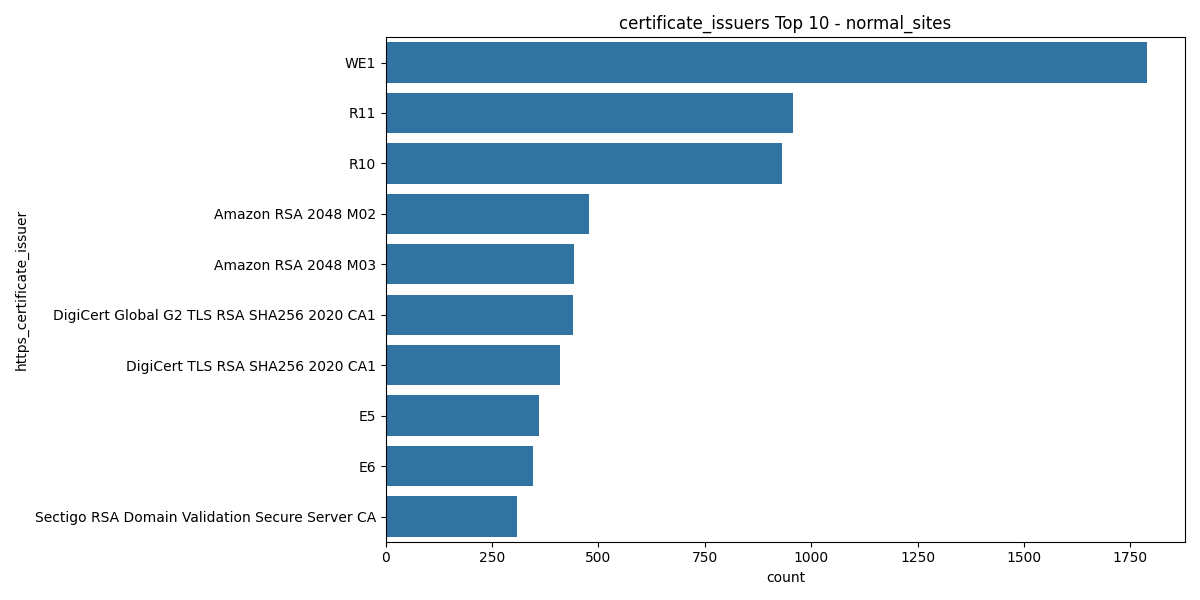 certificate_issuers Top 10 - normal_sites
https_certificate_issuer
WE1
R11
R10
Amazon RSA 2048 M02
Amazon RSA 2048 M03
DigiCert Global G2 TLS RSA SHA256 2020 CA1
DigiCert TLS RSA SHA256 2020 CA1
E5
E6
Sectigo RSA Domain Validation Secure Server CA
0 250 500 750 1000 1250 1500 1750
count